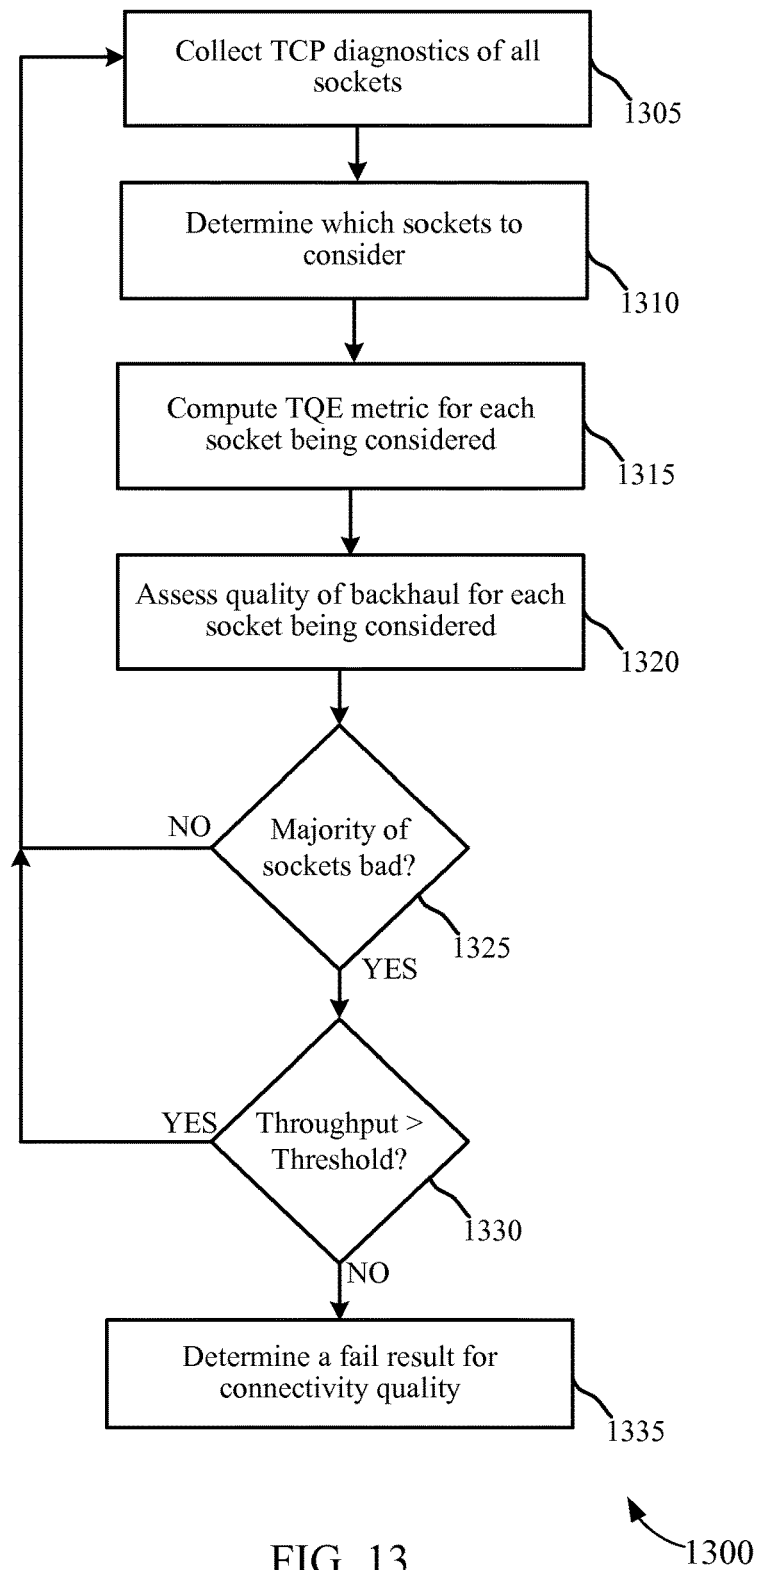 Collect TCP diagnostics of all
sockets
1305
Determine which sockets to
consider
1310
Compute TQE metric for each
socket being considered
1315
Assess quality of backhaul for each
socket being considered
1320
NO
Majority of
sockets bad?
1325
YES
YES
Throughput >
Threshold?
1330
NO
Determine a fail result for
connectivity quality
1335
1300
FIG. 13